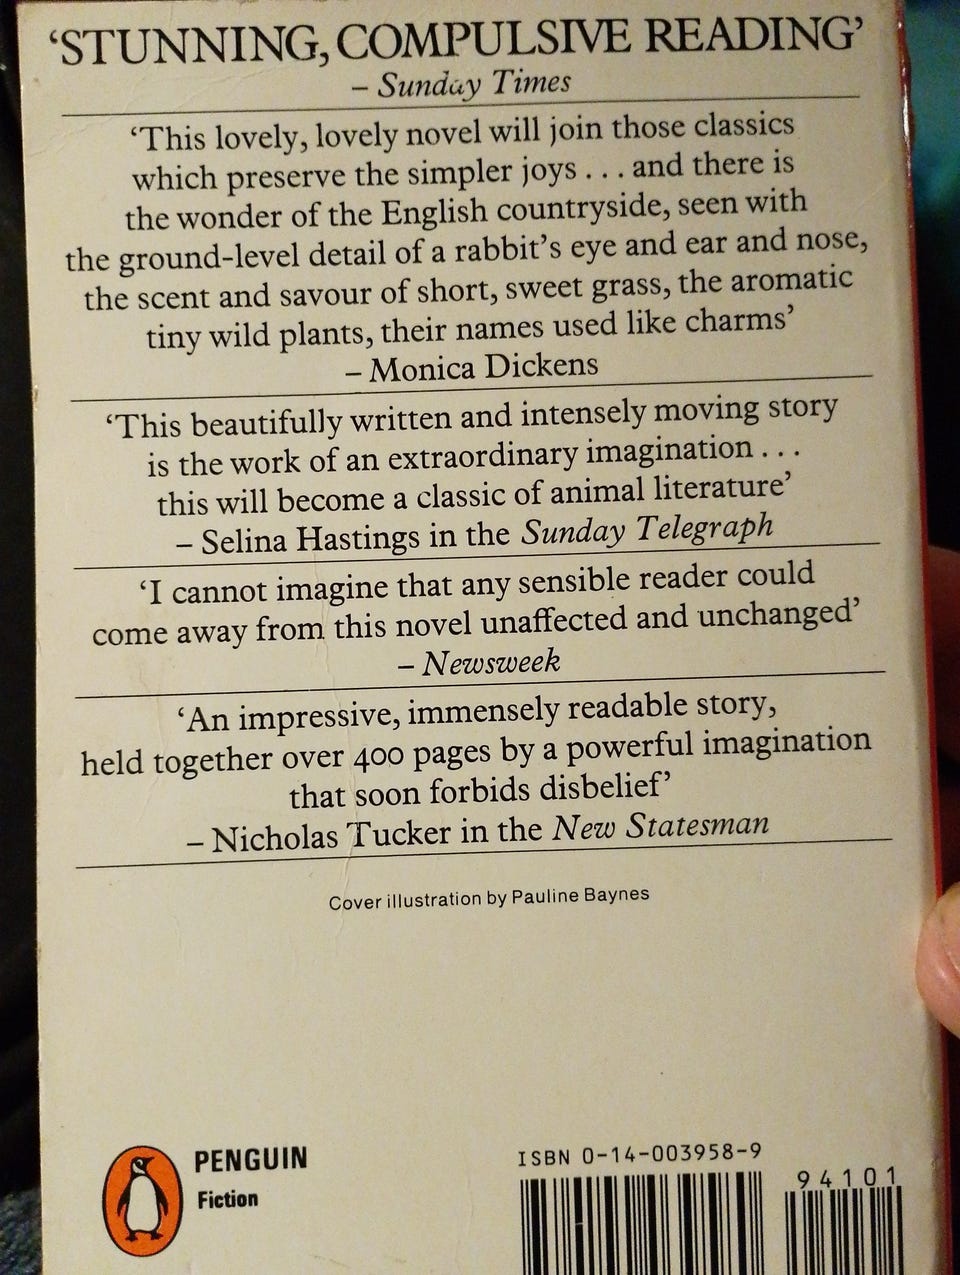 ‘STUNNING, COMPULSIVE READING’
– Sunday Times
‘This lovely, lovely novel will join those classics
which preserve the simpler joys . . . and there is
the wonder of the English countryside, seen with
the ground-level detail of a rabbit’s eye and ear and nose,
the scent and savour of short, sweet grass, the aromatic
tiny wild plants, their names used like charms’
– Monica Dickens
‘This beautifully written and intensely moving story
is the work of an extraordinary imagination . . .
this will become a classic of animal literature’
– Selina Hastings in the Sunday Telegraph
‘I cannot imagine that any sensible reader could
come away from this novel unaffected and unchanged’
– Newsweek
‘An impressive, immensely readable story,
held together over 400 pages by a powerful imagination
that soon forbids disbelief’
– Nicholas Tucker in the New Statesman
Cover illustration by Pauline Baynes
PENGUIN
Fiction
ISBN 0-14-003958-9
94101